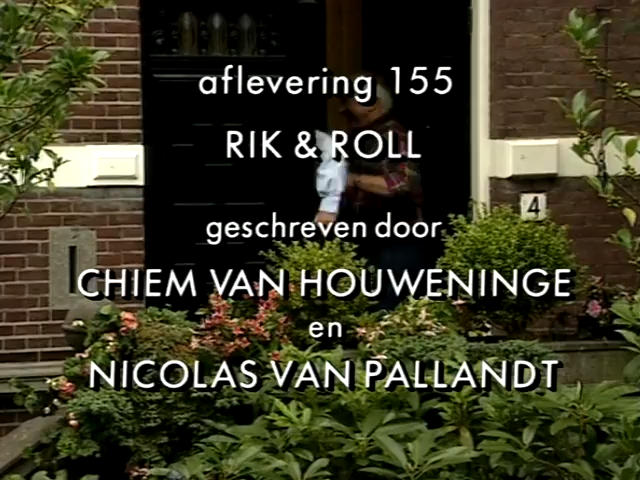 aflevering 155
RIK & ROLL
geschreven door
4
CHIEM VAN HOUWENINGE
en
NICOLAS VAN PALLANDT